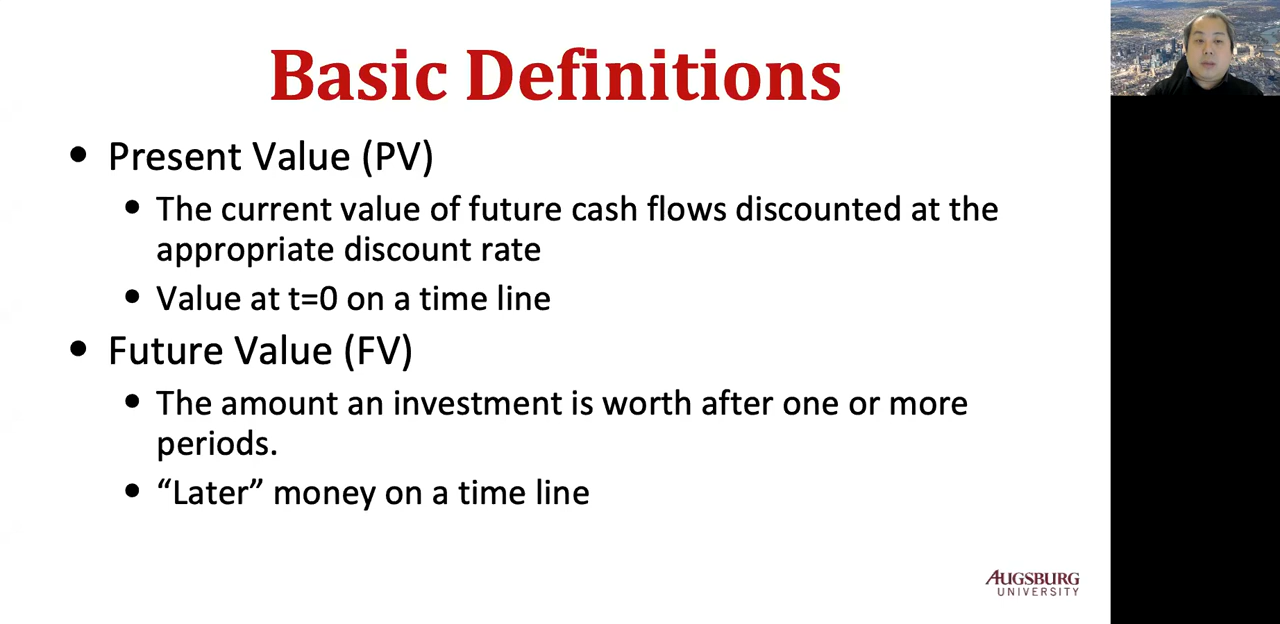 Basic Definitions
• Present Value (PV)
• The current value of future cash flows discounted at the
appropriate discount rate
• Value at t=0 on a time line
• Future Value (FV)
• The amount an investment is worth after one or more
periods.
• “Later” money on a time line
AUGSBURG
UNIVERSITY